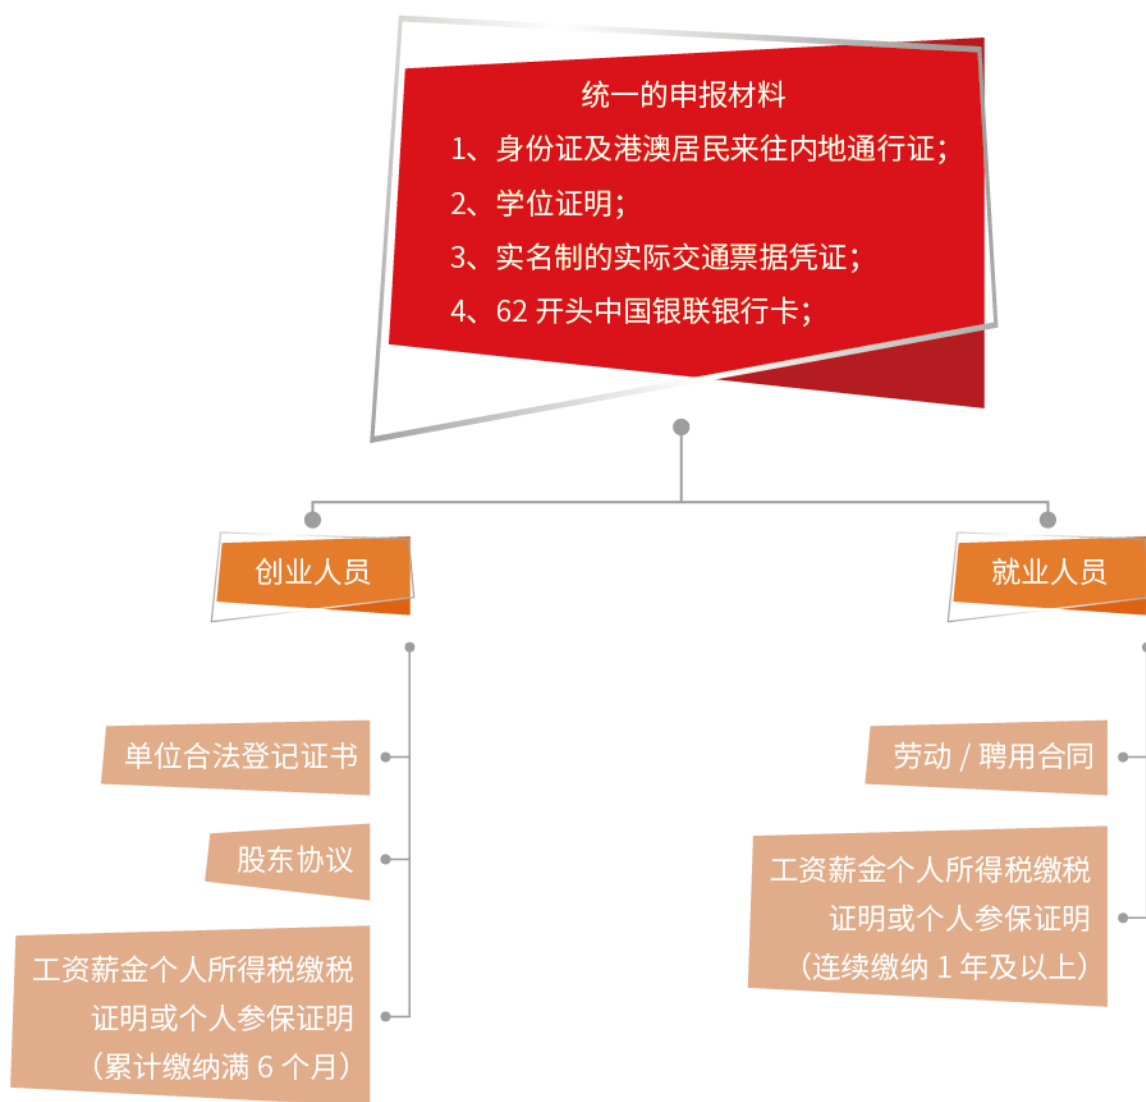 统一的申报材料
1、身份证及港澳居民来往内地通行证；
2、学位证明；
3、实名制的实际交通票据凭证；
4、62 开头中国银联银行卡；
创业人员
单位合法登记证书
股东协议
工资薪金个人所得税缴税
证明或个人参保证明
（累计缴纳满 6 个月）
就业人员
劳动 / 聘用合同
工资薪金个人所得税缴税
证明或个人参保证明
（连续缴纳 1 年及以上）